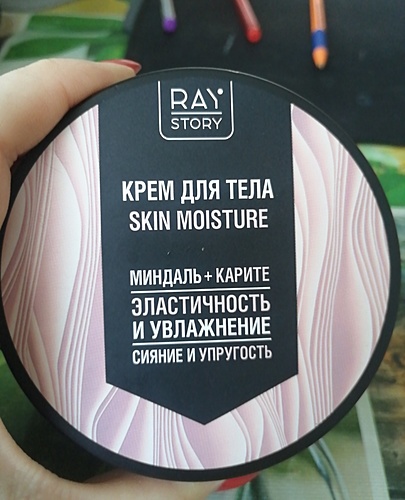 RAY
STORY
КРЕМ ДЛЯ ТЕЛА
SKIN MOISTURE
МИНДАЛЬ + КАРИТЕ
ЭЛАСТИЧНОСТЬ
И УВЛАЖНЕНИЕ
СИЯНИЕ И УПРУГОСТЬ